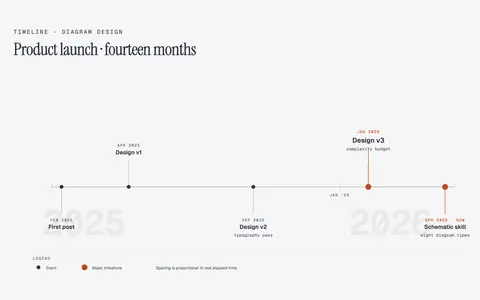 TIMELINE · DIAGRAM DESIGN
Product launch · fourteen months
JAN 2026
Design v3
complexity budget
APR 2025
Design v1
JAN '26
2025
FEB 2025
First post
SEP 2025
Design v2
typography pass
2026
APR 2026 · NOW
Schematic skill
eight diagram types
LEGEND
Event
Major milestone
Spacing is proportional to real elapsed time.